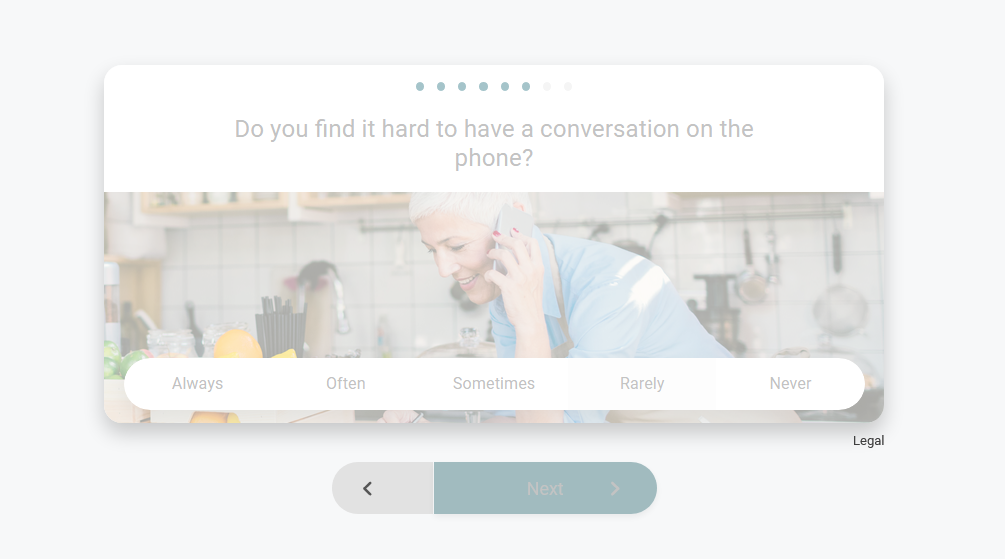 Do you find it hard to have a conversation on the
phone?
Always Often Sometimes Rarely Never
Legal
Next